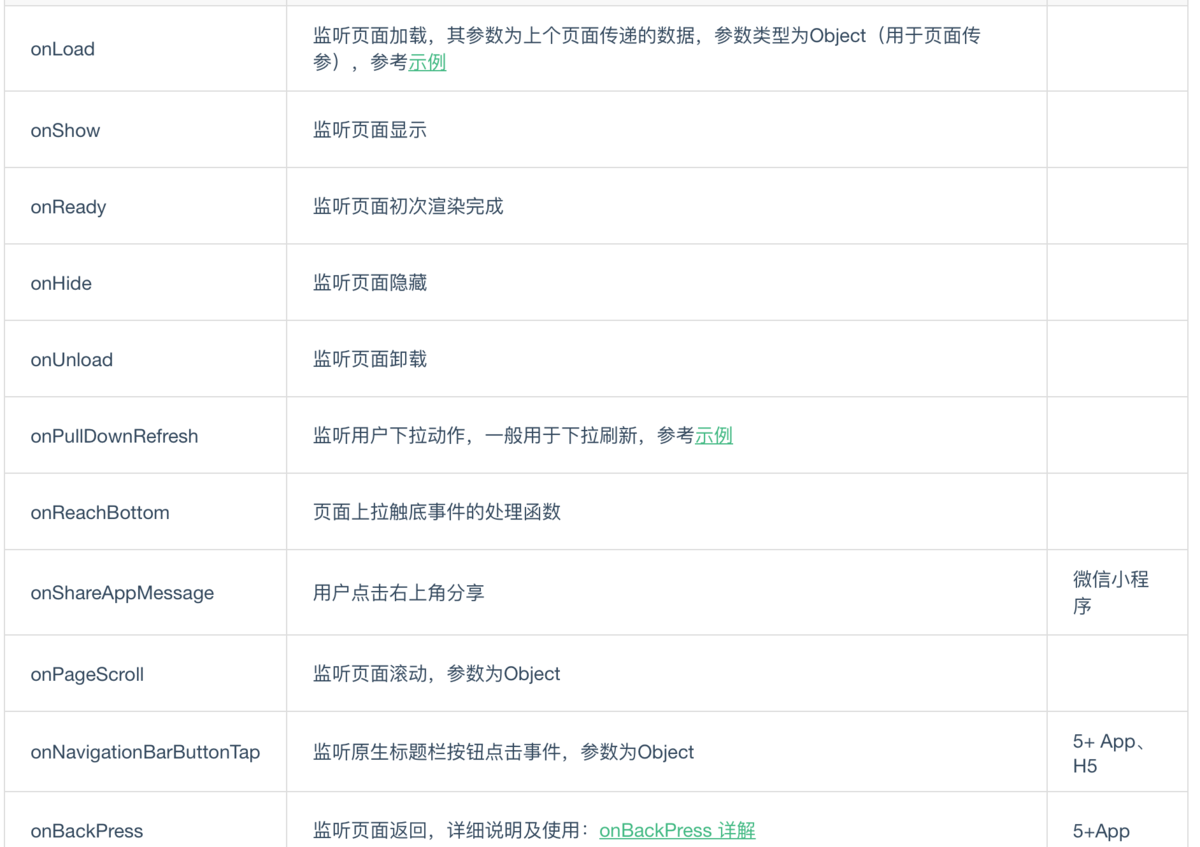 onLoad
监听页面加载，其参数为上个页面传递的数据，参数类型为Object（用于页面传
参），参考示例
onShow
监听页面显示
onReady
监听页面初次渲染完成
onHide
监听页面隐藏
onUnload
监听页面卸载
onPullDownRefresh
监听用户下拉动作，一般用于下拉刷新，参考示例
onReachBottom
页面上拉触底事件的处理函数
onShareAppMessage
用户点击右上角分享
微信小程
序
onPageScroll
监听页面滚动，参数为Object
onNavigationBarButtonTap
监听原生标题栏按钮点击事件，参数为Object
5+ App、
H5
onBackPress
监听页面返回，详细说明及使用：onBackPress 详解
5+App